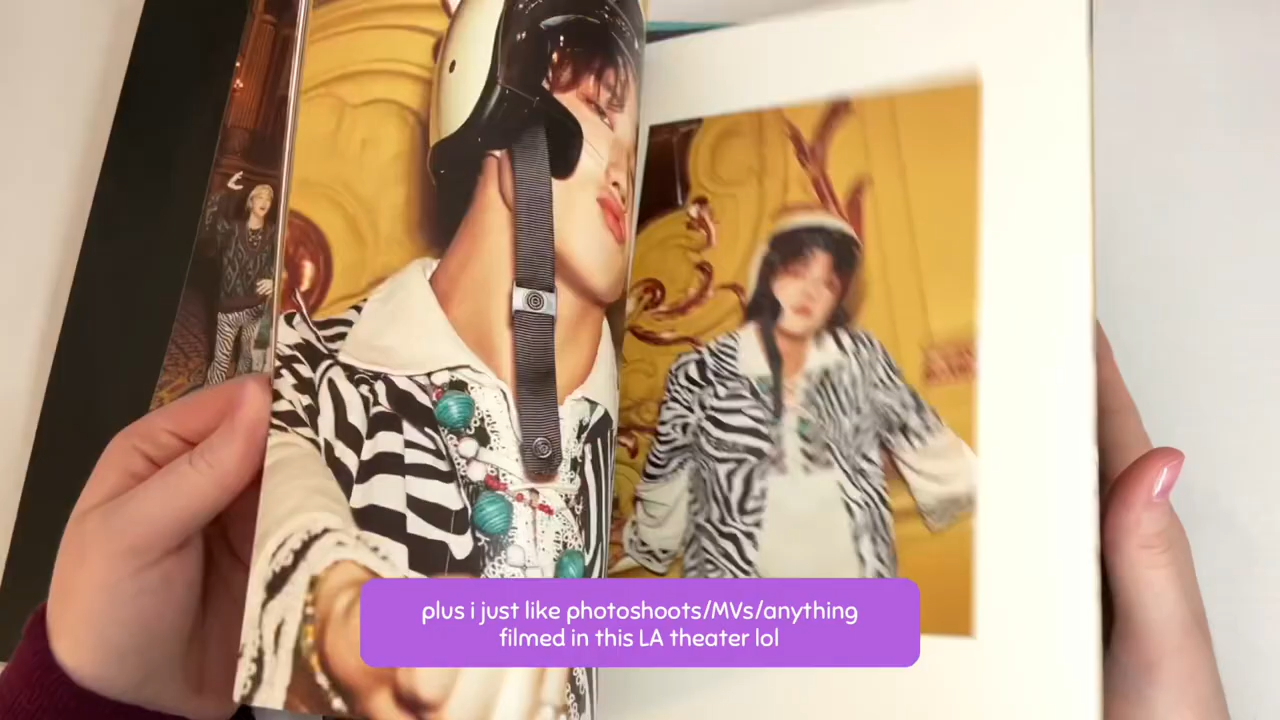 plus i just like photoshoots/MVs/anything
filmed in this LA theater lol